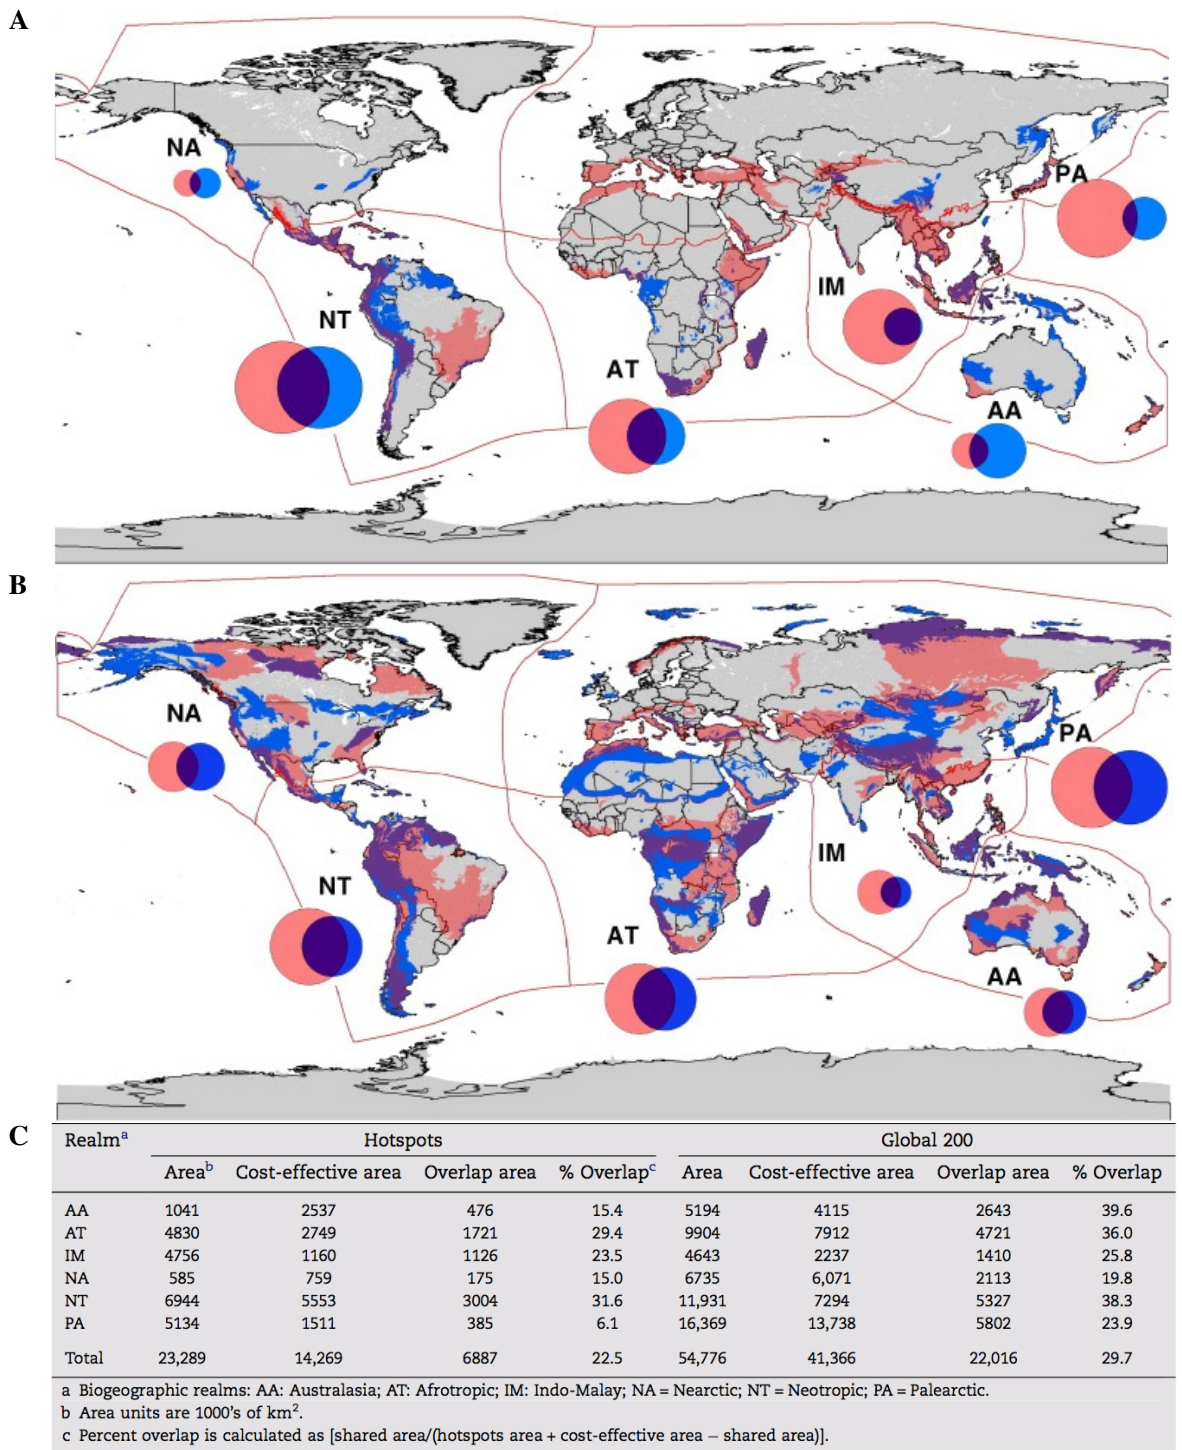 A
NA
PA
IM
NT
AT
AA
B
NA
PA
IM
NT
AT
AA
C
Realmᵃ Hotspots Global 200
Areaᵇ Cost-effective area Overlap area % Overlapᶜ Area Cost-effective area Overlap area % Overlap
AA 1041 2537 476 15.4 5194 4115 2643 39.6
AT 4830 2749 1721 29.4 9904 7912 4721 36.0
IM 4756 1160 1126 23.5 4643 2237 1410 25.8
NA 585 759 175 15.0 6735 6,071 2113 19.8
NT 6944 5553 3004 31.6 11,931 7294 5327 38.3
PA 5134 1511 385 6.1 16,369 13,738 5802 23.9
Total 23,289 14,269 6887 22.5 54,776 41,366 22,016 29.7
a Biogeographic realms: AA: Australasia; AT: Afrotropic; IM: Indo-Malay; NA = Nearctic; NT = Neotropic; PA = Palearctic.
b Area units are 1000's of km².
c Percent overlap is calculated as [shared area/(hotspots area + cost-effective area − shared area)].